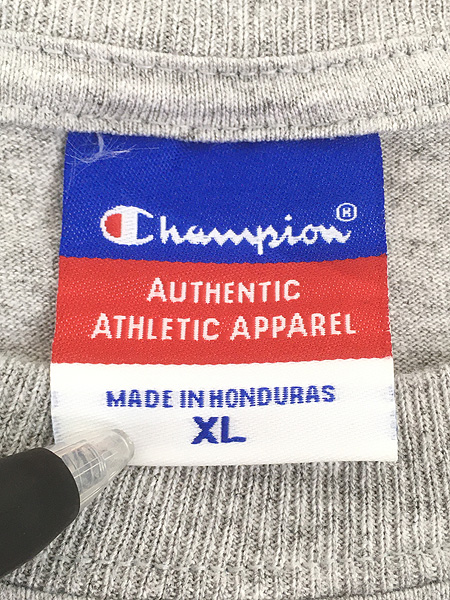 Champion®
AUTHENTIC
ATHLETIC APPAREL
MADE IN HONDURAS
XL